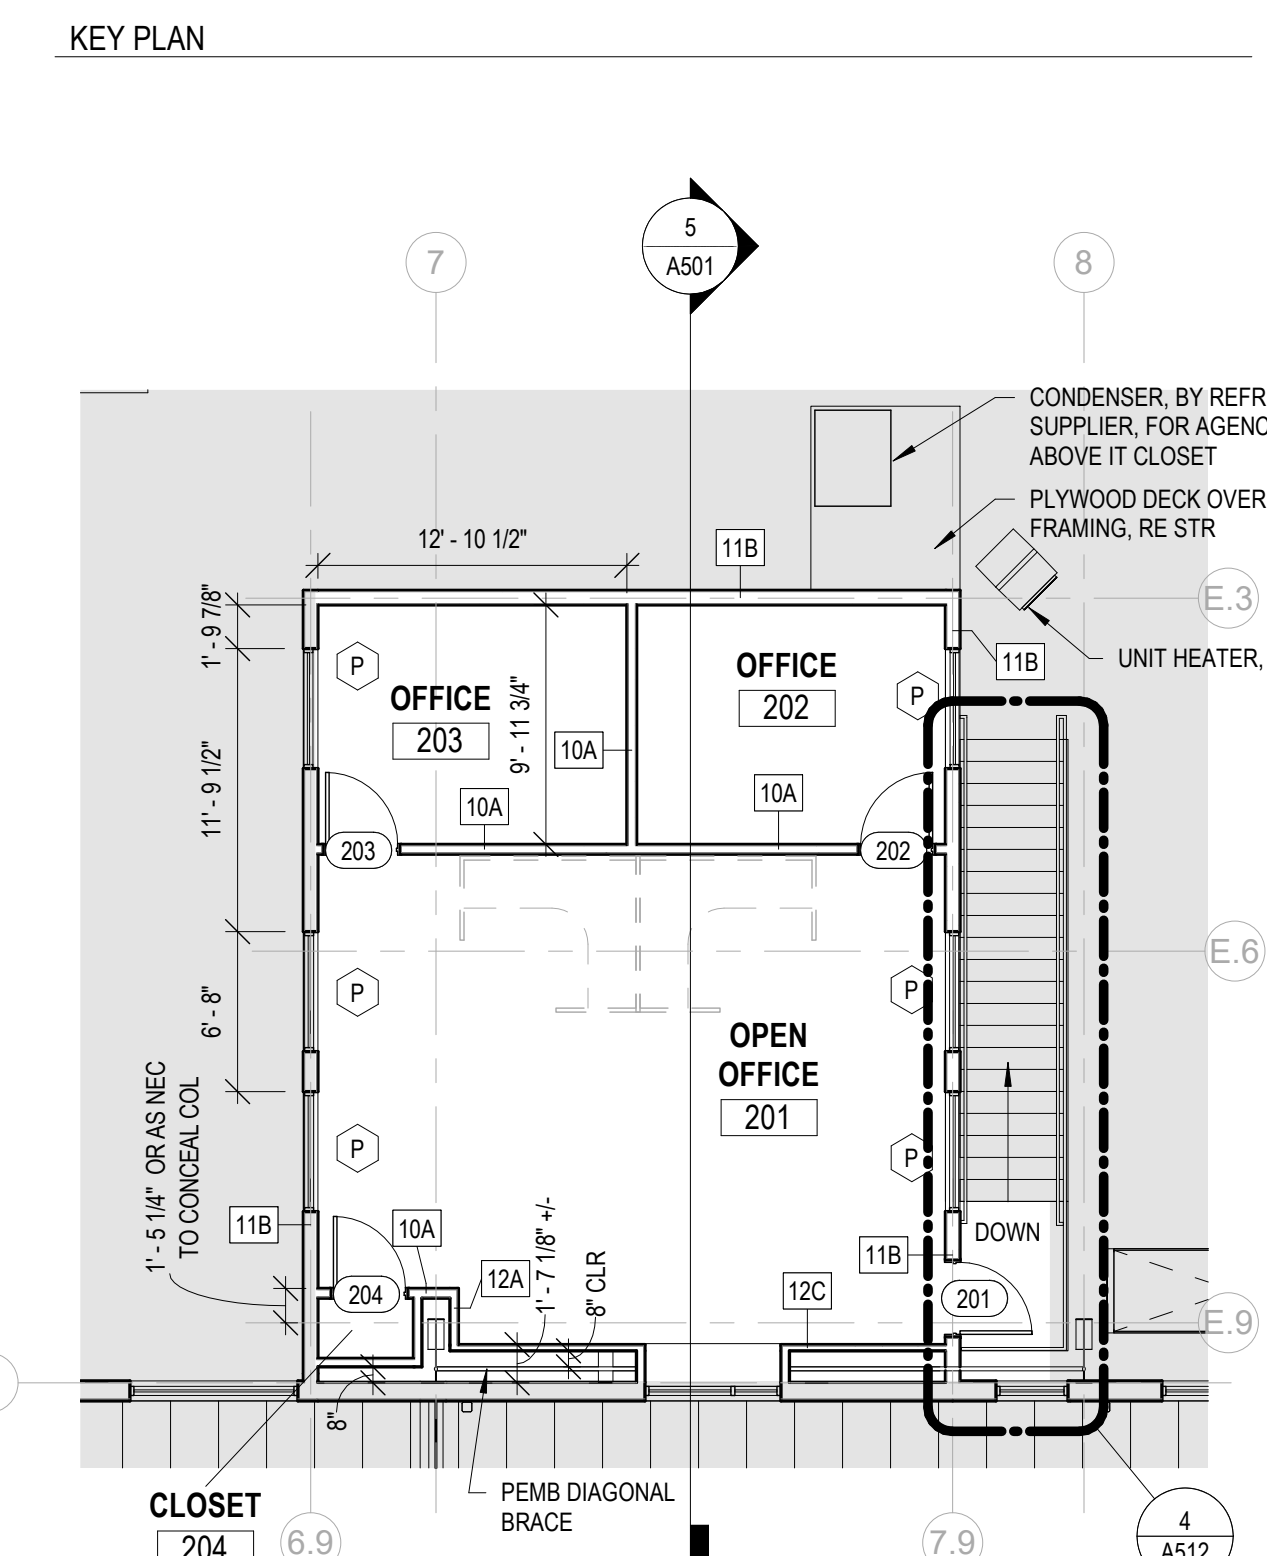 KEY PLAN
5
A501
7
8
CONDENSER, BY REFR
SUPPLIER, FOR AGENC
ABOVE IT CLOSET
PLYWOOD DECK OVER
FRAMING, RE STR
12' - 10 1/2"
11B
E.3
1' - 9 7/8"
UNIT HEATER,
11B
P
OFFICE
203
9' - 11 3/4"
10A
OFFICE
202
P
11' - 9 1/2"
10A
10A
203
202
E.6
6' - 8"
P
P
OPEN
OFFICE
201
1' - 5 1/4" OR AS NEC
TO CONCEAL COL
P
P
11B
10A
12A
1' - 7 1/8" +/-
8" CLR
12C
11B
DOWN
204
201
E.9
8"
CLOSET
204
PEMB DIAGONAL
BRACE
6.9
7.9
4
A512